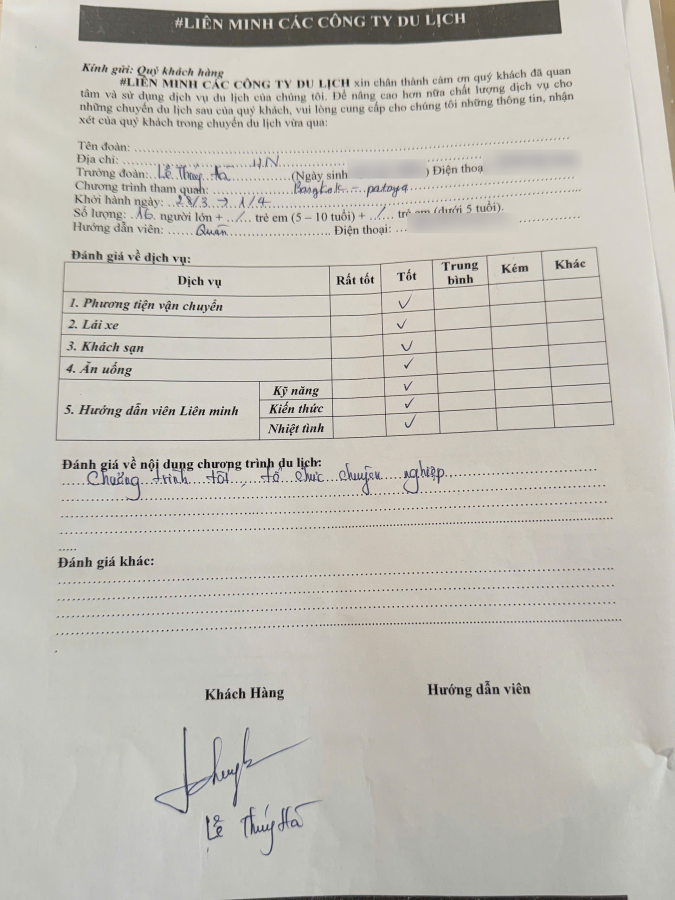 #LIÊN MINH CÁC CÔNG TY DU LỊCH
Kính gửi: Quý khách hàng
#LIÊN MINH CÁC CÔNG TY DU LỊCH xin chân thành cám ơn quý khách đã quan
tâm và sử dụng dịch vụ du lịch của chúng tôi. Để nâng cao hơn nữa chất lượng dịch vụ cho
những chuyến du lịch sau của quý khách, vui lòng cung cấp cho chúng tôi những thông tin, nhận
xét của quý khách trong chuyến du lịch vừa qua:
Tên đoàn:
Địa chỉ: H.N
Trưởng đoàn: Lê Thúy Hà (Ngày sinh ) Điện thoạ
Chương trình tham quan: Bangkok - pataya
Khởi hành ngày: 28/3 → 1/4
Số lượng: 16 người lớn + ../.. trẻ em (5 – 10 tuổi) + ../.. trẻ em (dưới 5 tuổi).
Hướng dẫn viên: Quân Điện thoại:
Đánh giá về dịch vụ:
Dịch vụ Rất tốt Tốt Trung bình Kém Khác
1. Phương tiện vận chuyển ✓
2. Lái xe ✓
3. Khách sạn ✓
4. Ăn uống ✓
5. Hướng dẫn viên Liên minh Kỹ năng ✓
Kiến thức ✓
Nhiệt tình ✓
Đánh giá về nội dung chương trình du lịch:
Chương trình tốt, tổ chức chuyên nghiệp
Đánh giá khác:
Khách Hàng Hướng dẫn viên
Lê Thúy Hà